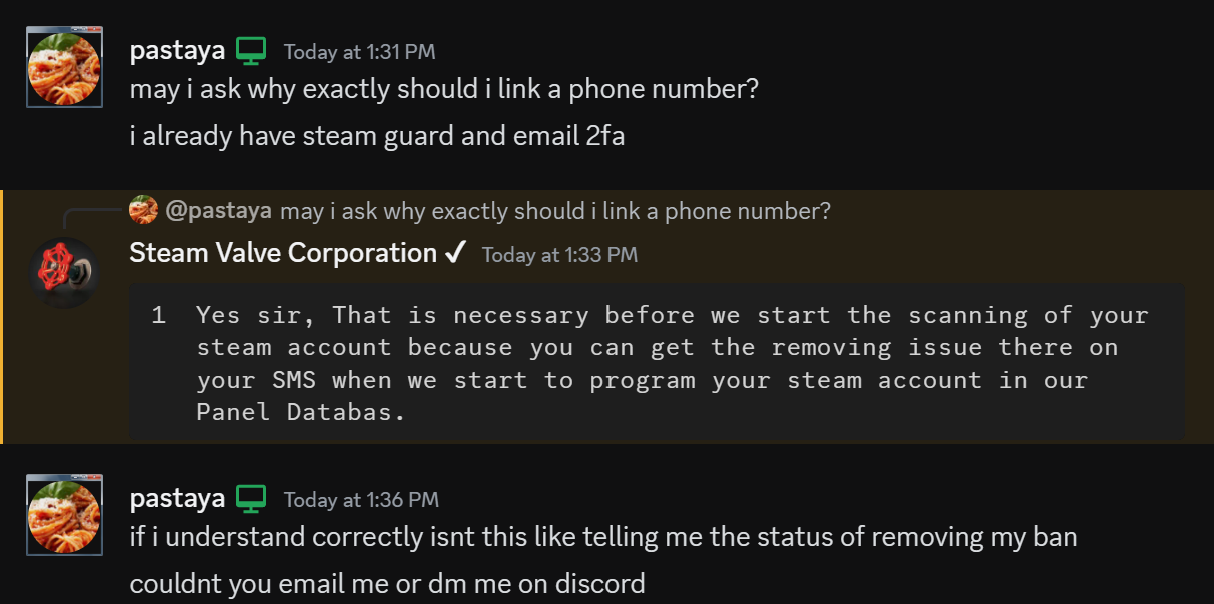 pastaya Today at 1:31 PM
may i ask why exactly should i link a phone number?
i already have steam guard and email 2fa
@pastaya may i ask why exactly should i link a phone number?
Steam Valve Corporation ✓ Today at 1:33 PM
1 Yes sir, That is necessary before we start the scanning of your
steam account because you can get the removing issue there on
your SMS when we start to program your steam account in our
Panel Databas.
pastaya Today at 1:36 PM
if i understand correctly isnt this like telling me the status of removing my ban
couldnt you email me or dm me on discord